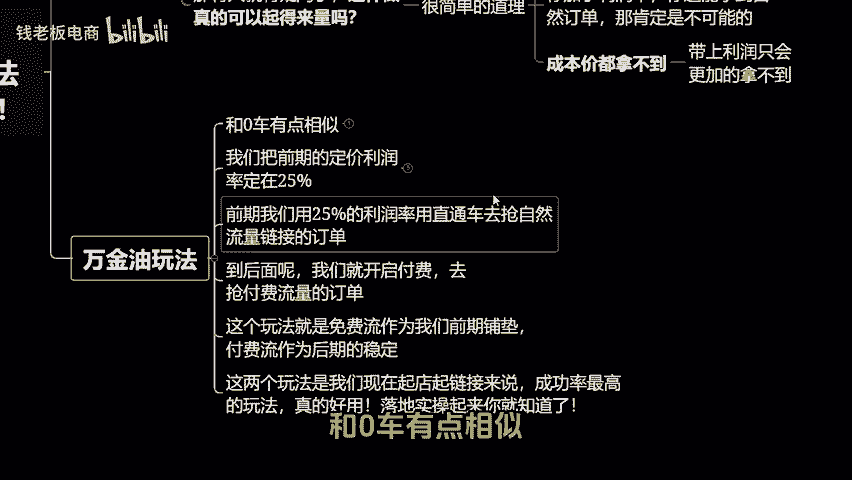 真的可以起得来量吗？
很简单的道理
然订单，那肯定是不可能的
钱老板电商 bilibili
成本价都拿不到
带上利润只会
更加的拿不到
法
！
和0车有点相似
我们把前期的定价利润
率定在25%
前期我们用25%的利润率用直通车去抢自然
流量链接的订单
万金油玩法
到后面呢，我们就开启付费，去
抢付费流量的订单
这个玩法就是免费流作为我们前期铺垫，
付费流作为后期的稳定
这两个玩法是我们现在起店起链接来说，成功率最高
的玩法，真的好用！落地实操起来你就知道了！
和0车有点相似